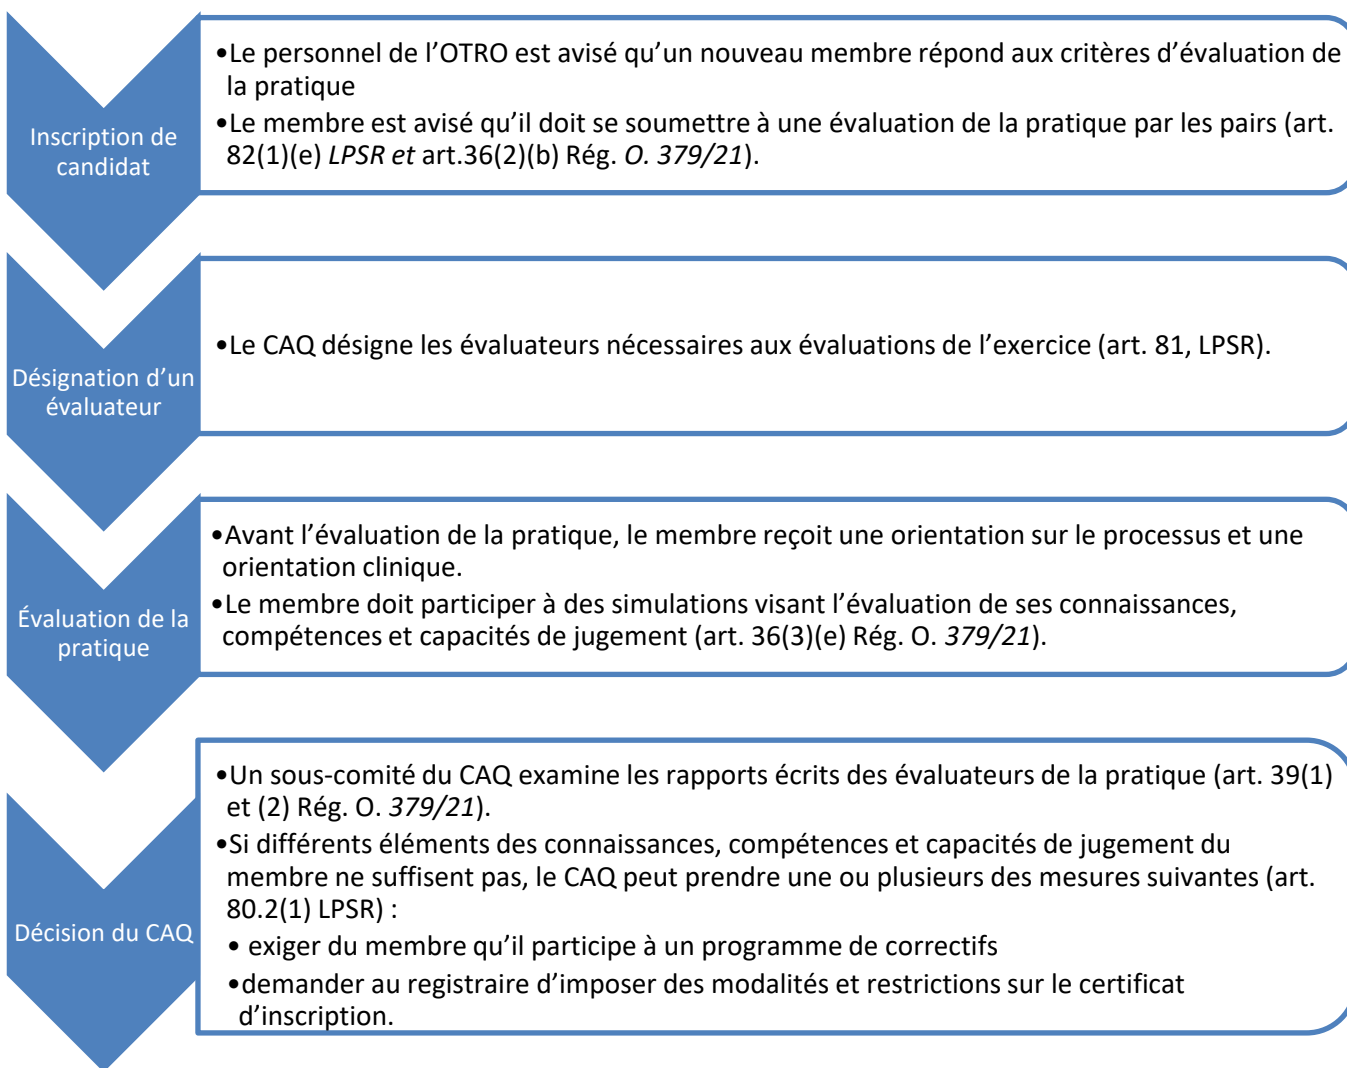 Inscription de
candidat
•Le personnel de l’OTRO est avisé qu’un nouveau membre répond aux critères d’évaluation de
la pratique
•Le membre est avisé qu’il doit se soumettre à une évaluation de la pratique par les pairs (art.
82(1)(e) LPSR et art.36(2)(b) Rég. O. 379/21).
Désignation d’un
évaluateur
•Le CAQ désigne les évaluateurs nécessaires aux évaluations de l’exercice (art. 81, LPSR).
Évaluation de la
pratique
•Avant l’évaluation de la pratique, le membre reçoit une orientation sur le processus et une
orientation clinique.
•Le membre doit participer à des simulations visant l’évaluation de ses connaissances,
compétences et capacités de jugement (art. 36(3)(e) Rég. O. 379/21).
Décision du CAQ
•Un sous-comité du CAQ examine les rapports écrits des évaluateurs de la pratique (art. 39(1)
et (2) Rég. O. 379/21).
•Si différents éléments des connaissances, compétences et capacités de jugement du
membre ne suffisent pas, le CAQ peut prendre une ou plusieurs des mesures suivantes (art.
80.2(1) LPSR) :
• exiger du membre qu’il participe à un programme de correctifs
•demander au registraire d’imposer des modalités et restrictions sur le certificat
d’inscription.